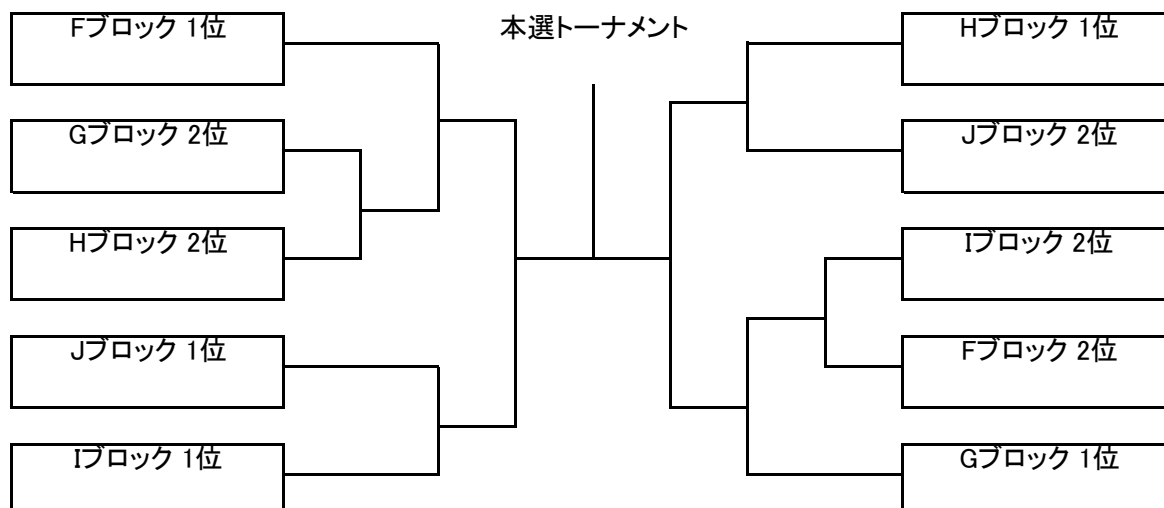 本選トーナメント
Fブロック 1位
Gブロック 2位
Hブロック 2位
Jブロック 1位
Iブロック 1位
Hブロック 1位
Jブロック 2位
Iブロック 2位
Fブロック 2位
Gブロック 1位